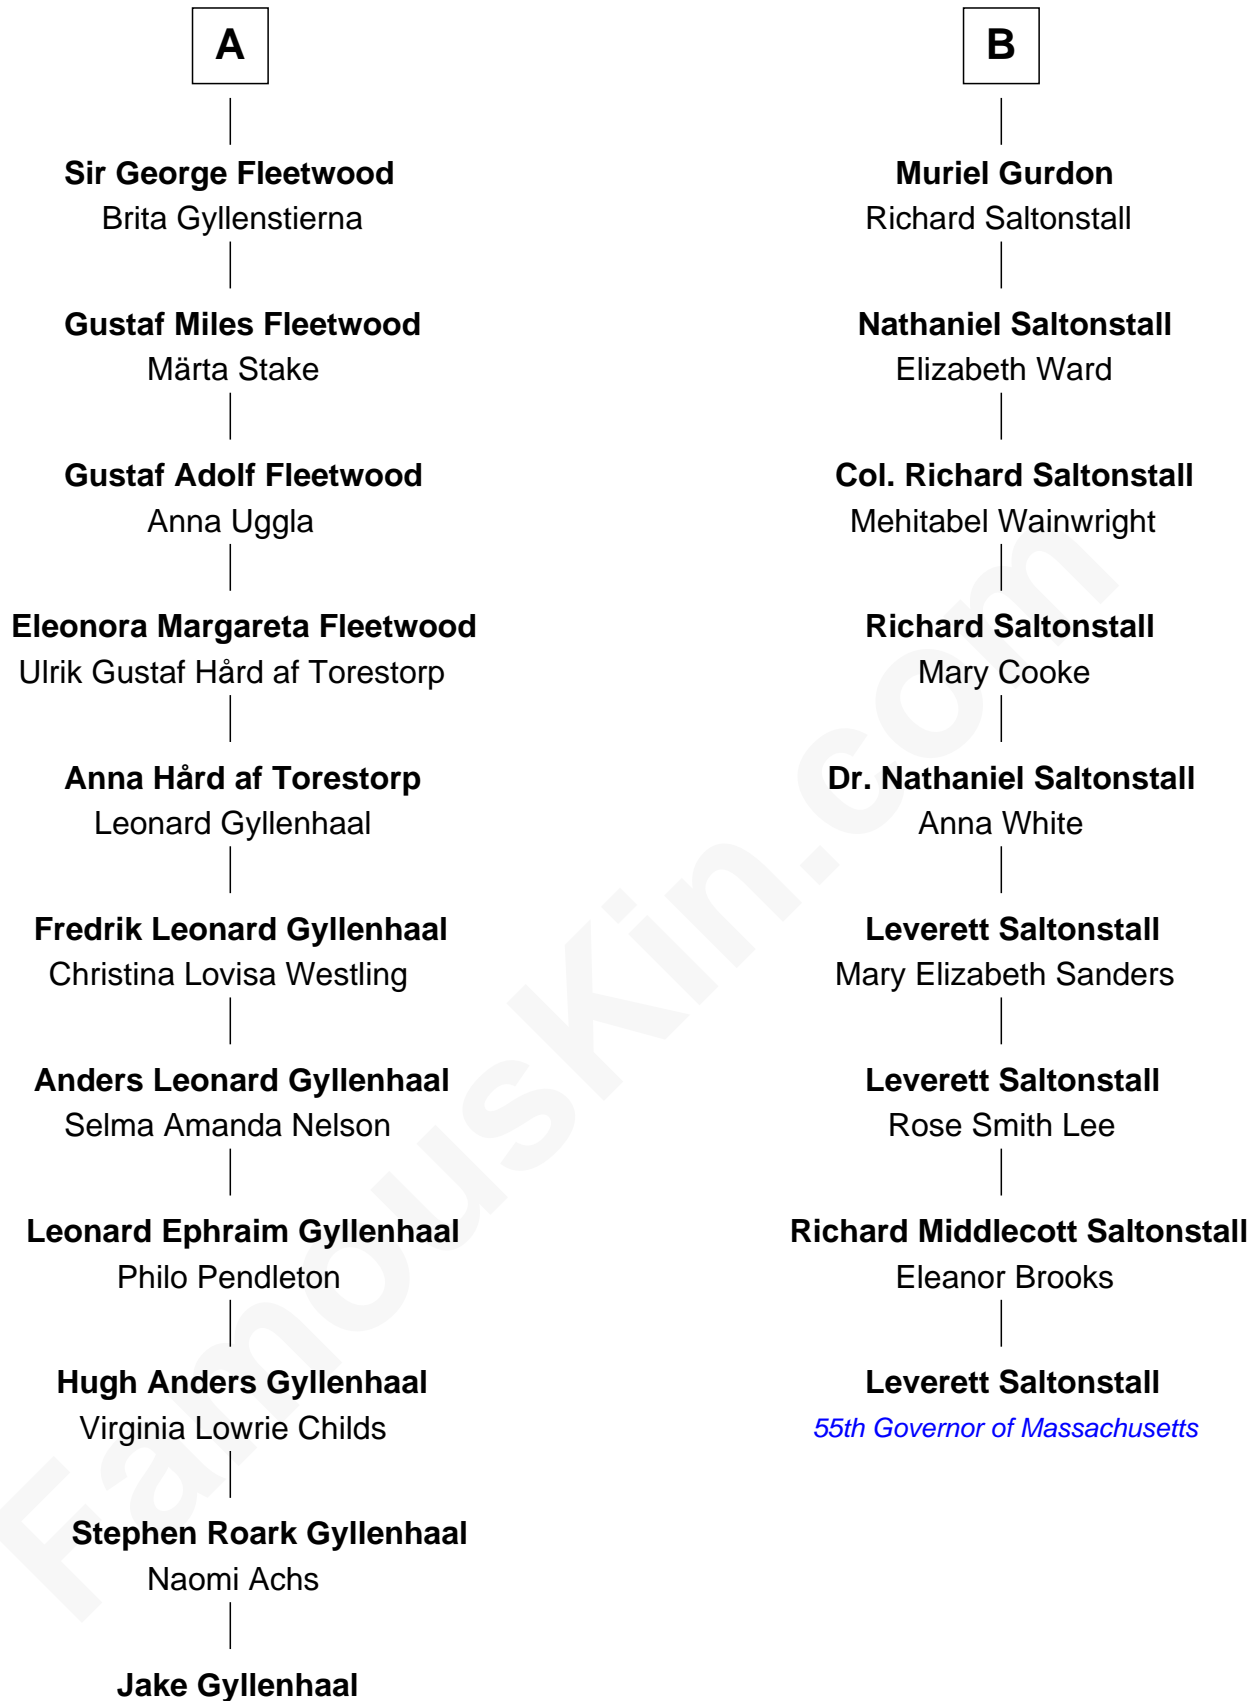 A
Sir George Fleetwood
Brita Gyllenstierna
Gustaf Miles Fleetwood
Märta Stake
Gustaf Adolf Fleetwood
Anna Uggla
Eleonora Margareta Fleetwood
Ulrik Gustaf Hård af Torestorp
Anna Hård af Torestorp
Leonard Gyllenhaal
Fredrik Leonard Gyllenhaal
Christina Lovisa Westling
Anders Leonard Gyllenhaal
Selma Amanda Nelson
Leonard Ephraim Gyllenhaal
Philo Pendleton
Hugh Anders Gyllenhaal
Virginia Lowrie Childs
Stephen Roark Gyllenhaal
Naomi Achs
Jake Gyllenhaal
B
Muriel Gurdon
Richard Saltonstall
Nathaniel Saltonstall
Elizabeth Ward
Col. Richard Saltonstall
Mehitabel Wainwright
Richard Saltonstall
Mary Cooke
Dr. Nathaniel Saltonstall
Anna White
Leverett Saltonstall
Mary Elizabeth Sanders
Leverett Saltonstall
Rose Smith Lee
Richard Middlecott Saltonstall
Eleanor Brooks
Leverett Saltonstall
55th Governor of Massachusetts
FamousKin.com